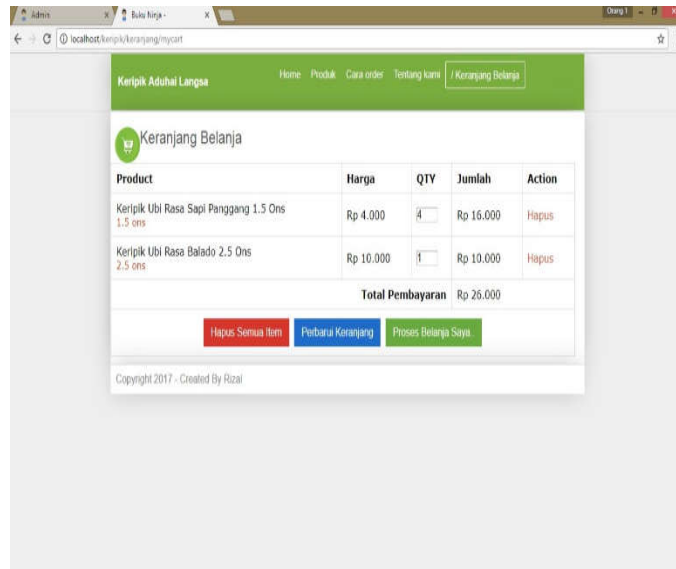 Admin
Buku Ninja -
Orang 1
localhost/keripik/keranjang/mycart
Keripik Aduhai Langsa
Home Produk Cara order Tentang kami / Keranjang Belanja
Keranjang Belanja
Product Harga QTY Jumlah Action
Keripik Ubi Rasa Sapi Panggang 1.5 Ons
1.5 ons
Rp 4.000 4 Rp 16.000 Hapus
Keripik Ubi Rasa Balado 2.5 Ons
2.5 ons
Rp 10.000 1 Rp 10.000 Hapus
Total Pembayaran Rp 26.000
Hapus Semua Item Perbarui Keranjang Proses Belanja Saya..
Copyright 2017 - Created By Rizal